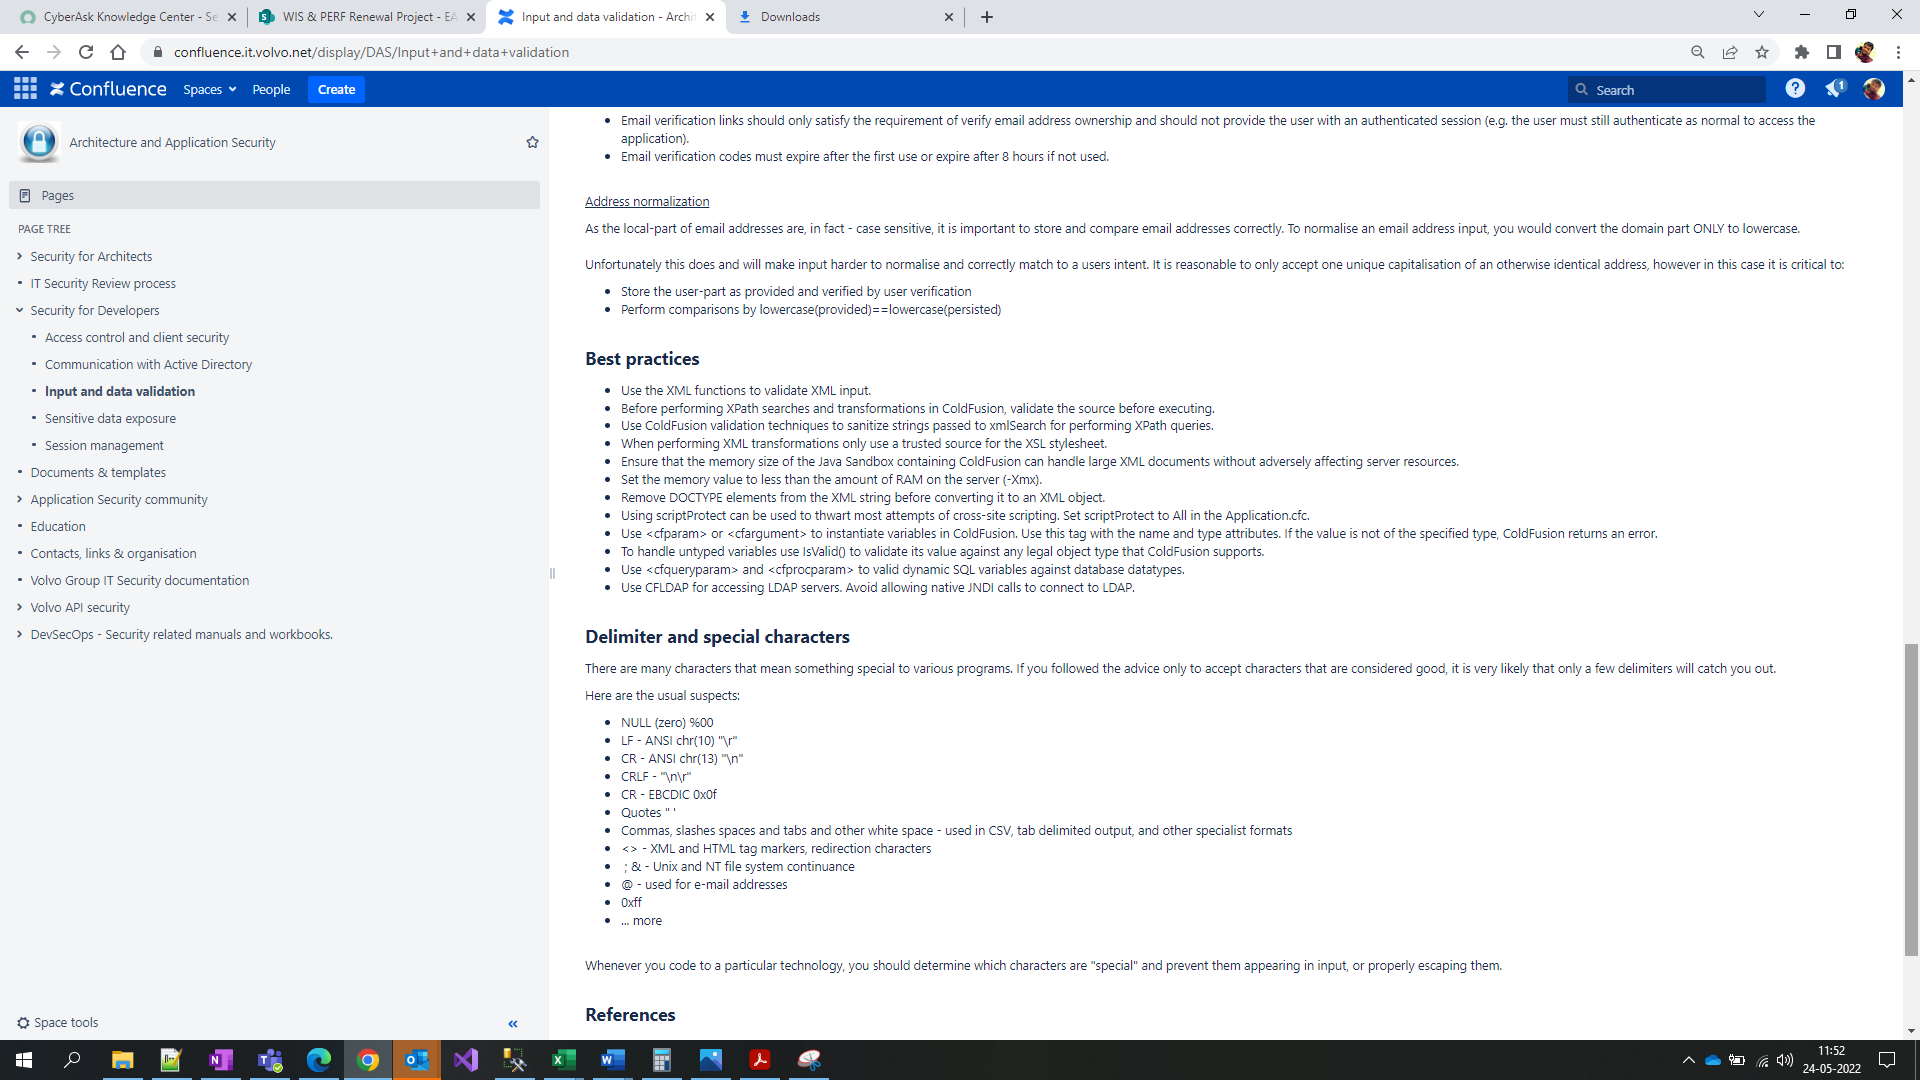 CyberAsk Knowledge Center - Se
WIS & PERF Renewal Project - EA
Input and data validation - Archi
Downloads
confluence.it.volvo.net/display/DAS/Input+and+data+validation
Confluence
Spaces
People
Create
Search
1
Architecture and Application Security
Pages
PAGE TREE
Security for Architects
IT Security Review process
Security for Developers
Access control and client security
Communication with Active Directory
Input and data validation
Sensitive data exposure
Session management
Documents & templates
Application Security community
Education
Contacts, links & organisation
Volvo Group IT Security documentation
Volvo API security
DevSecOps - Security related manuals and workbooks.
Space tools
«
• Email verification links should only satisfy the requirement of verify email address ownership and should not provide the user with an authenticated session (e.g. the user must still authenticate as normal to access the
application).
• Email verification codes must expire after the first use or expire after 8 hours if not used.
Address normalization
As the local-part of email addresses are, in fact - case sensitive, it is important to store and compare email addresses correctly. To normalise an email address input, you would convert the domain part ONLY to lowercase.
Unfortunately this does and will make input harder to normalise and correctly match to a users intent. It is reasonable to only accept one unique capitalisation of an otherwise identical address, however in this case it is critical to:
• Store the user-part as provided and verified by user verification
• Perform comparisons by lowercase(provided)==lowercase(persisted)
Best practices
• Use the XML functions to validate XML input.
• Before performing XPath searches and transformations in ColdFusion, validate the source before executing.
• Use ColdFusion validation techniques to sanitize strings passed to xmlSearch for performing XPath queries.
• When performing XML transformations only use a trusted source for the XSL stylesheet.
• Ensure that the memory size of the Java Sandbox containing ColdFusion can handle large XML documents without adversely affecting server resources.
• Set the memory value to less than the amount of RAM on the server (-Xmx).
• Remove DOCTYPE elements from the XML string before converting it to an XML object.
• Using scriptProtect can be used to thwart most attempts of cross-site scripting. Set scriptProtect to All in the Application.cfc.
• Use <cfparam> or <cfargument> to instantiate variables in ColdFusion. Use this tag with the name and type attributes. If the value is not of the specified type, ColdFusion returns an error.
• To handle untyped variables use IsValid() to validate its value against any legal object type that ColdFusion supports.
• Use <cfqueryparam> and <cfprocparam> to valid dynamic SQL variables against database datatypes.
• Use CFLDAP for accessing LDAP servers. Avoid allowing native JNDI calls to connect to LDAP.
Delimiter and special characters
There are many characters that mean something special to various programs. If you followed the advice only to accept characters that are considered good, it is very likely that only a few delimiters will catch you out.
Here are the usual suspects:
• NULL (zero) %00
• LF - ANSI chr(10) "\r"
• CR - ANSI chr(13) "\n"
• CRLF - "\n\r"
• CR - EBCDIC 0x0f
• Quotes " '
• Commas, slashes spaces and tabs and other white space - used in CSV, tab delimited output, and other specialist formats
• <> - XML and HTML tag markers, redirection characters
• ; & - Unix and NT file system continuance
• @ - used for e-mail addresses
• 0xff
• ... more
Whenever you code to a particular technology, you should determine which characters are "special" and prevent them appearing in input, or properly escaping them.
References
11:52
24-05-2022